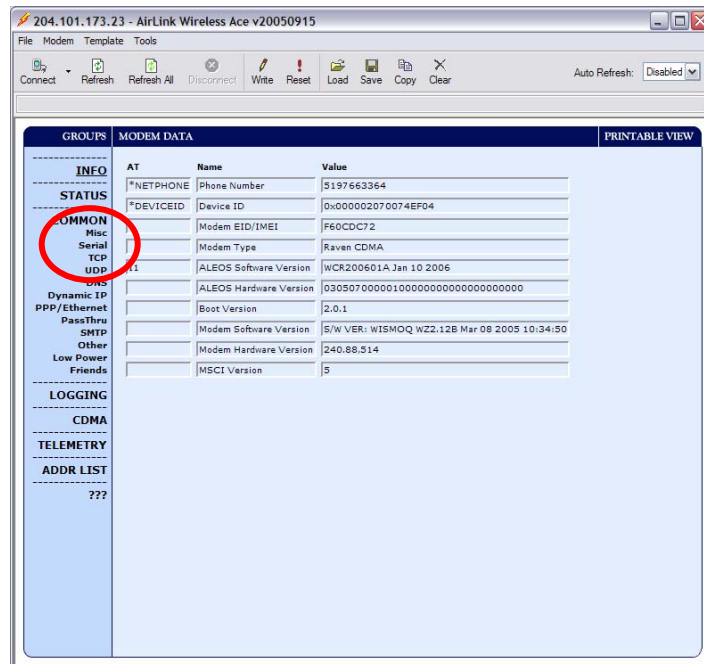 204.101.173.23 - AirLink Wireless Ace v20050915
File Modem Template Tools
Connect Refresh Refresh All Disconnect Write Reset Load Save Copy Clear Auto Refresh: Disabled
GROUPS MODEM DATA PRINTABLE VIEW
INFO
STATUS
COMMON
Misc
Serial
TCP
UDP
DNS
Dynamic IP
PPP/Ethernet
PassThru
SMTP
Other
Low Power
Friends
LOGGING
CDMA
TELEMETRY
ADDR LIST
???
AT Name Value
*NETPHONE Phone Number 5197663364
*DEVICEID Device ID 0x000002070074EF04
Modem EID/IMEI F60CDC72
Modem Type Raven CDMA
I1 ALEOS Software Version WCR200601A Jan 10 2006
ALEOS Hardware Version
Boot Version 2.0.1
Modem Software Version S/W VER: WISMOQ WZ2.12B Mar 08 2005 10:34:50
Modem Hardware Version 240.88.514
MSCI Version 5